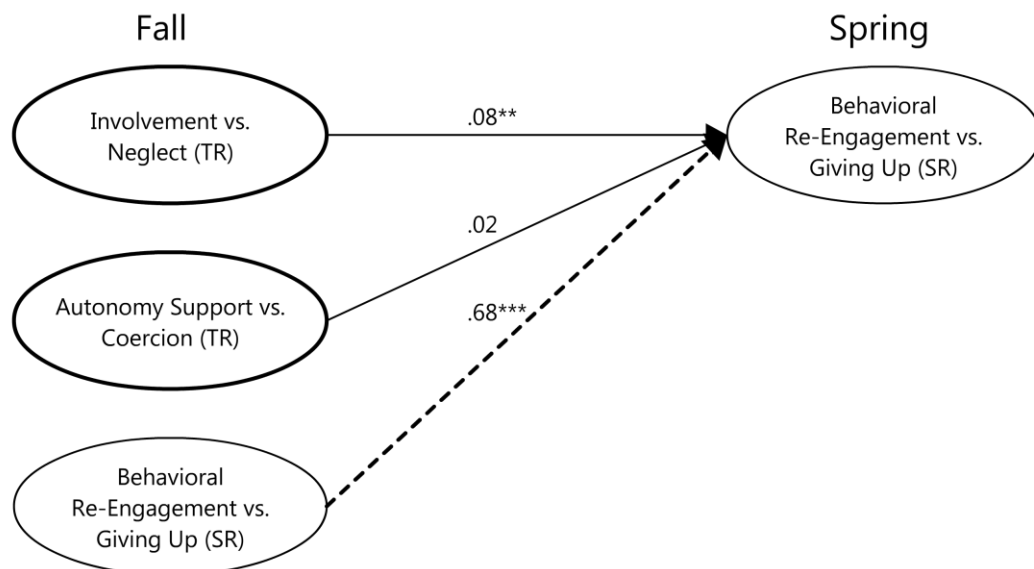 Fall
Spring
Involvement vs.
Neglect (TR)
.08**
Behavioral
Re-Engagement vs.
Giving Up (SR)
Autonomy Support vs.
Coercion (TR)
.02
.68***
Behavioral
Re-Engagement vs.
Giving Up (SR)